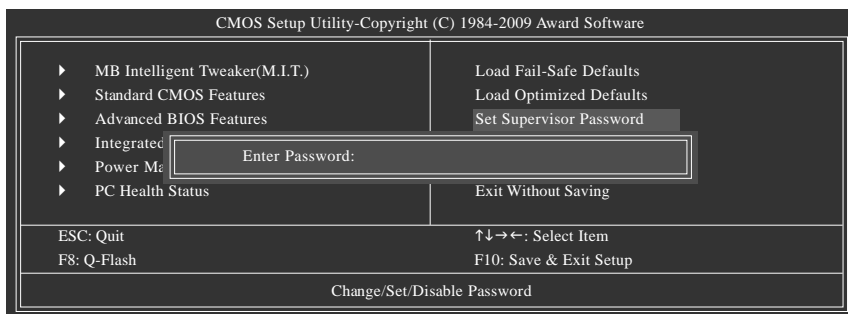 CMOS Setup Utility-Copyright (C) 1984-2009 Award Software
MB Intelligent Tweaker(M.I.T.)
Standard CMOS Features
Advanced BIOS Features
Integrated
Power Ma
PC Health Status
Load Fail-Safe Defaults
Load Optimized Defaults
Set Supervisor Password
Exit Without Saving
Enter Password:
ESC: Quit
F8: Q-Flash
↑↓→←: Select Item
F10: Save & Exit Setup
Change/Set/Disable Password